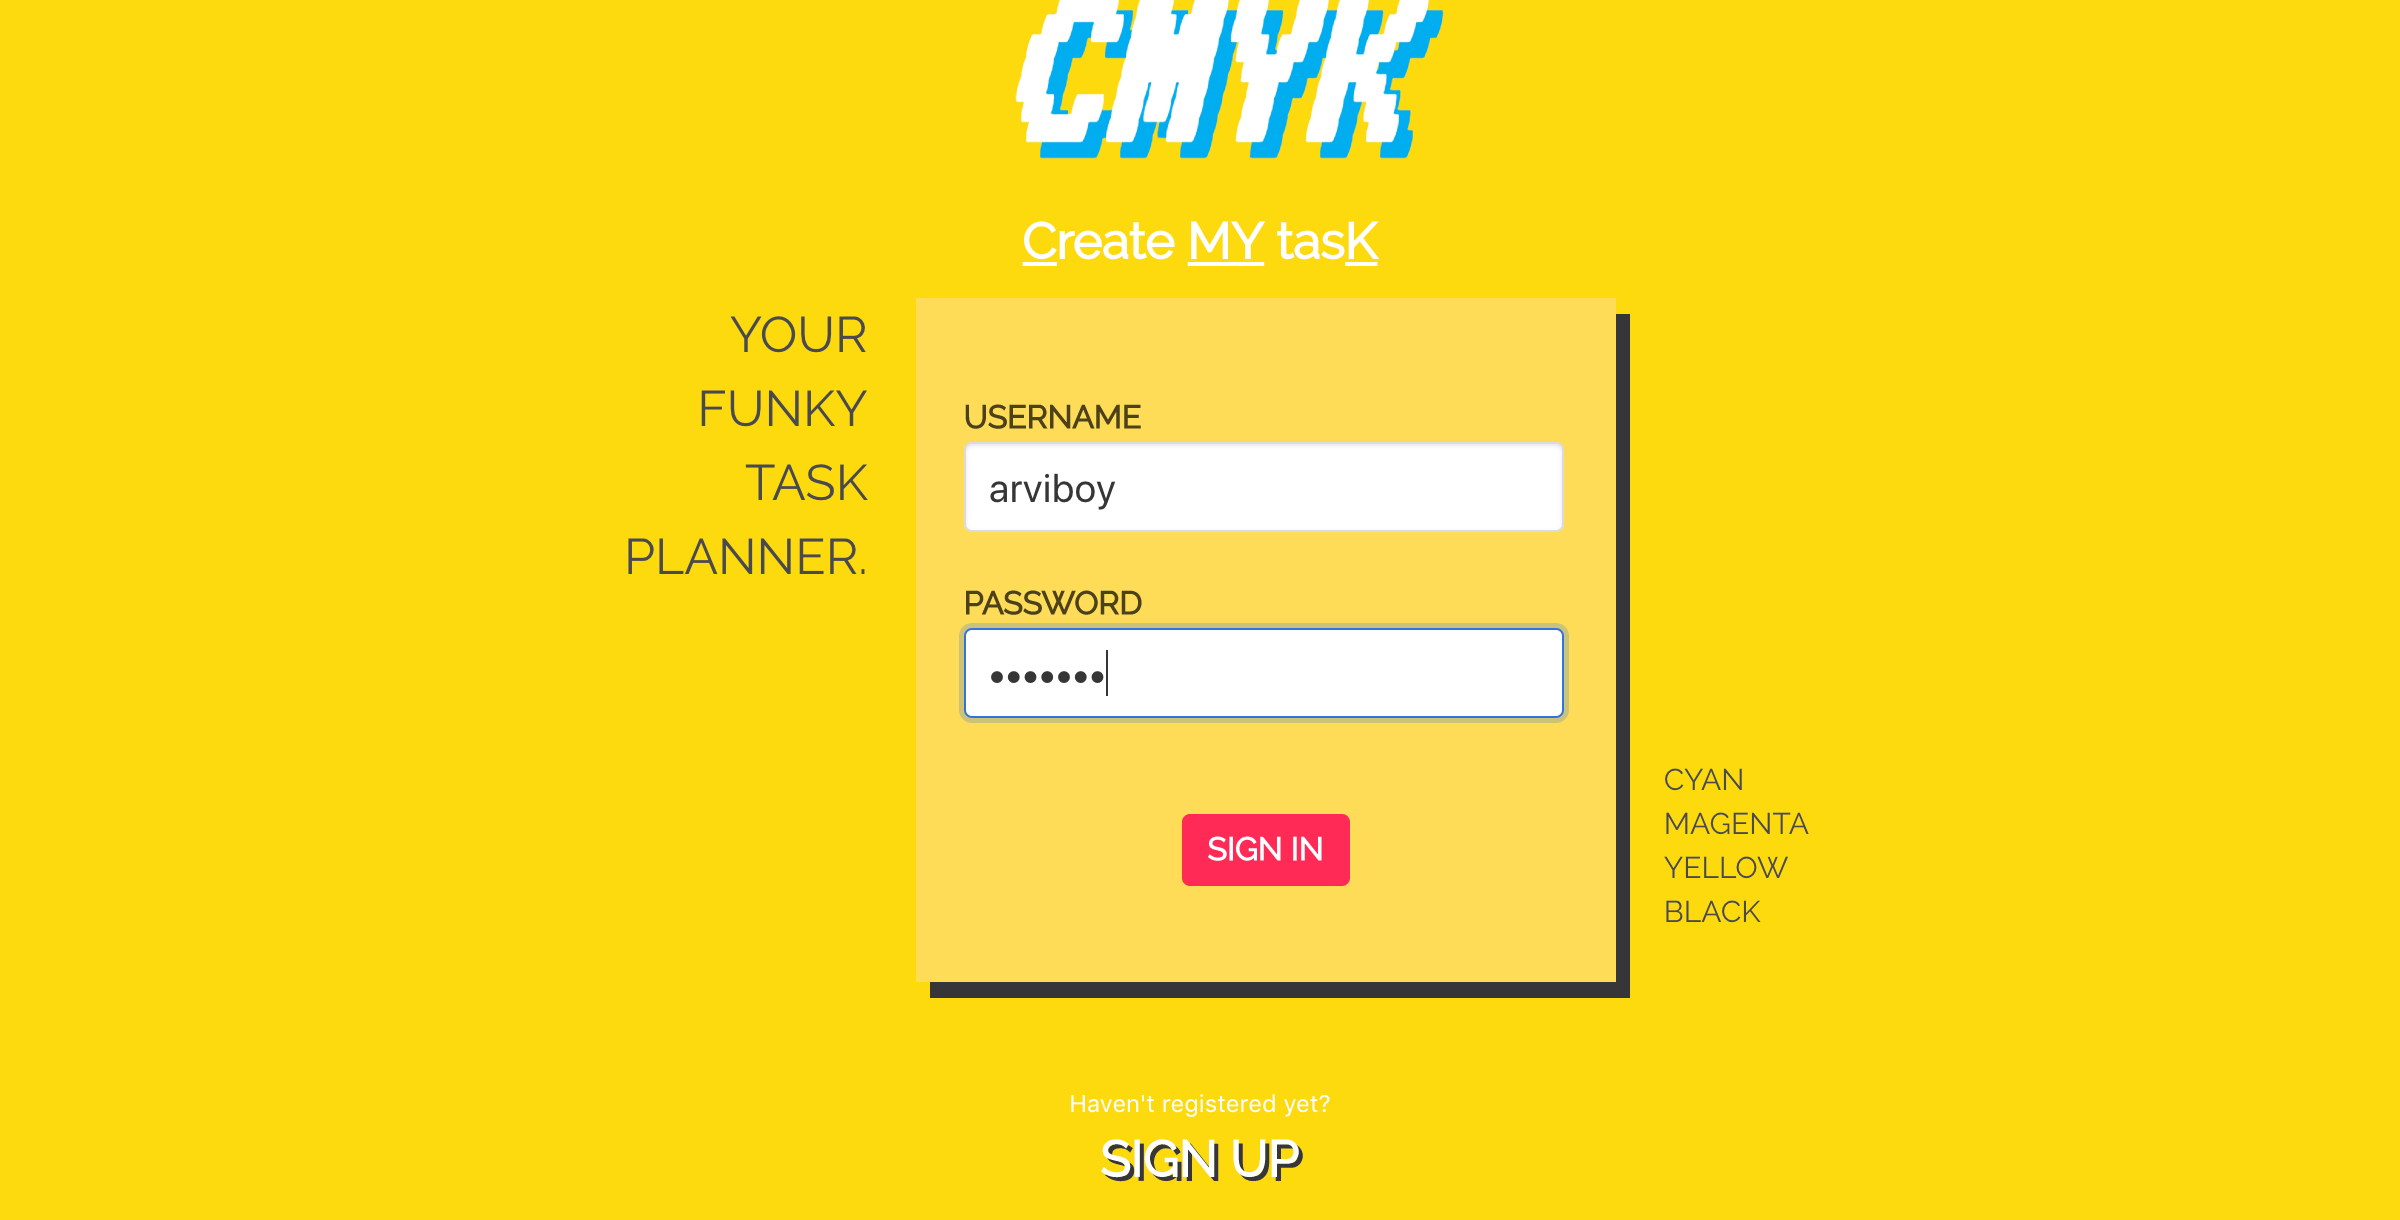 CMYK
Create MY tasK
YOUR
FUNKY
TASK
PLANNER.
USERNAME
arviboy
PASSWORD
•••••••
SIGN IN
CYAN
MAGENTA
YELLOW
BLACK
Haven't registered yet?
SIGN UP